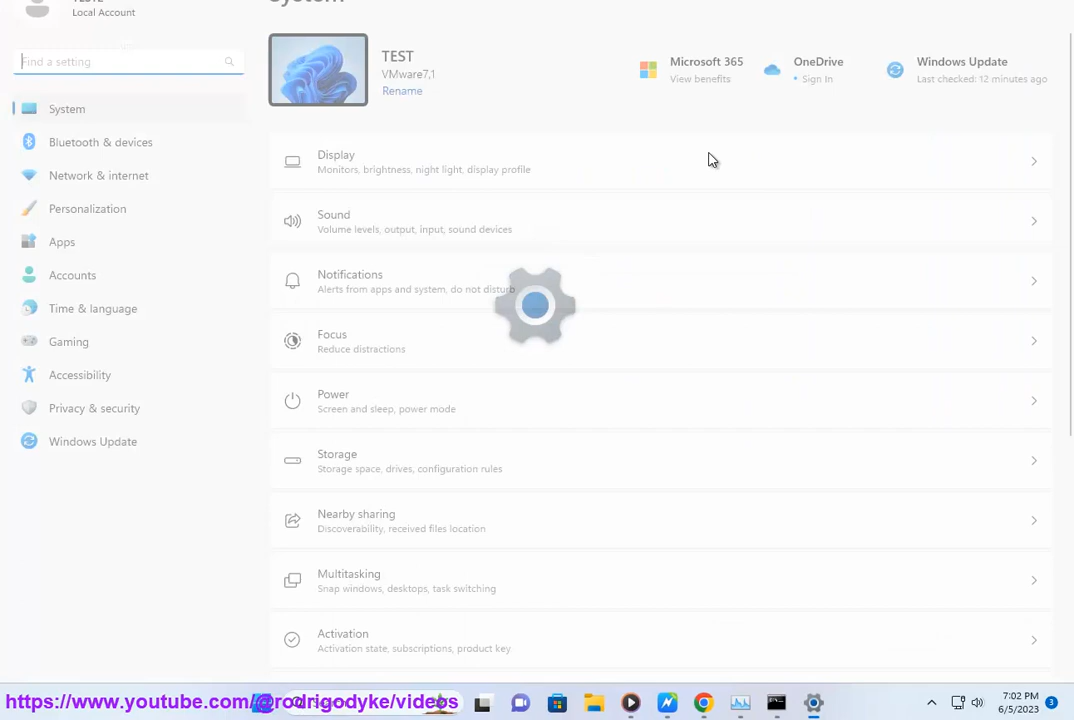 Local Account
Find a setting
System
Bluetooth & devices
Network & internet
Personalization
Apps
Accounts
Time & language
Gaming
Accessibility
Privacy & security
Windows Update
TEST
VMware7,1
Rename
Microsoft 365
View benefits
OneDrive
• Sign In
Windows Update
Last checked: 12 minutes ago
Display
Monitors, brightness, night light, display profile
Sound
Volume levels, output, input, sound devices
Notifications
Alerts from apps and system, do not disturb
Focus
Reduce distractions
Power
Screen and sleep, power mode
Storage
Storage space, drives, configuration rules
Nearby sharing
Discoverability, received files location
Multitasking
Snap windows, desktops, task switching
Activation
Activation state, subscriptions, product key
https://www.youtube.com/@rodrigodyke/videos
7:02 PM
6/5/2023
3